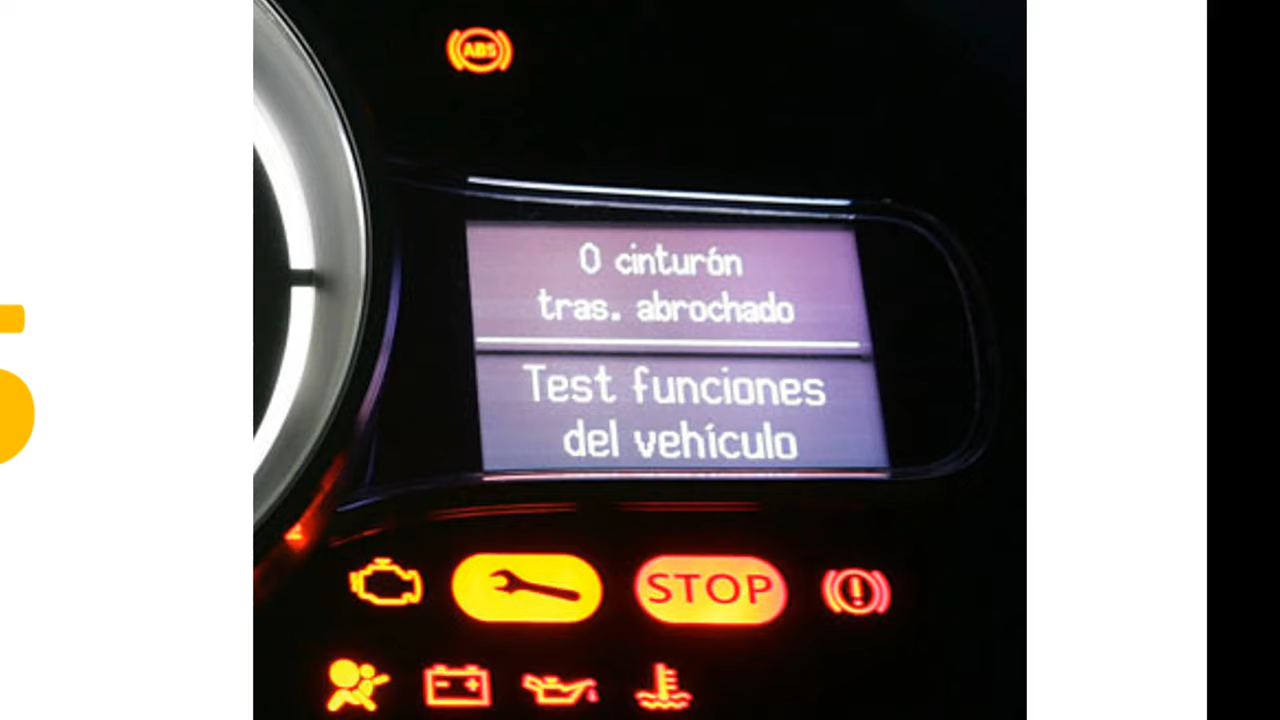 ABS
0 cinturón
tras. abrochado
Test funciones
del vehículo
STOP